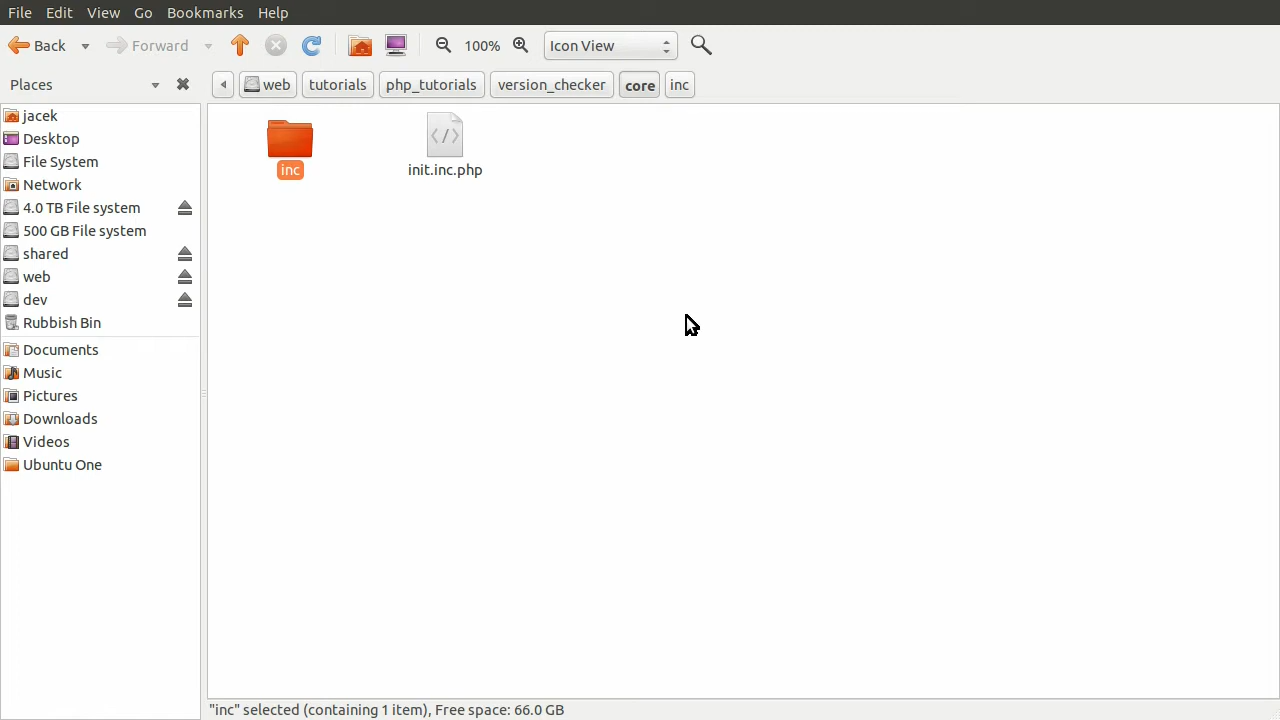 File Edit View Go Bookmarks Help
Back Forward 100% Icon View
Places web tutorials php_tutorials version_checker core inc
jacek
Desktop
File System
Network
4.0 TB File system
500 GB File system
shared
web
dev
Rubbish Bin
Documents
Music
Pictures
Downloads
Videos
Ubuntu One
inc init.inc.php
"inc" selected (containing 1 item), Free space: 66.0 GB